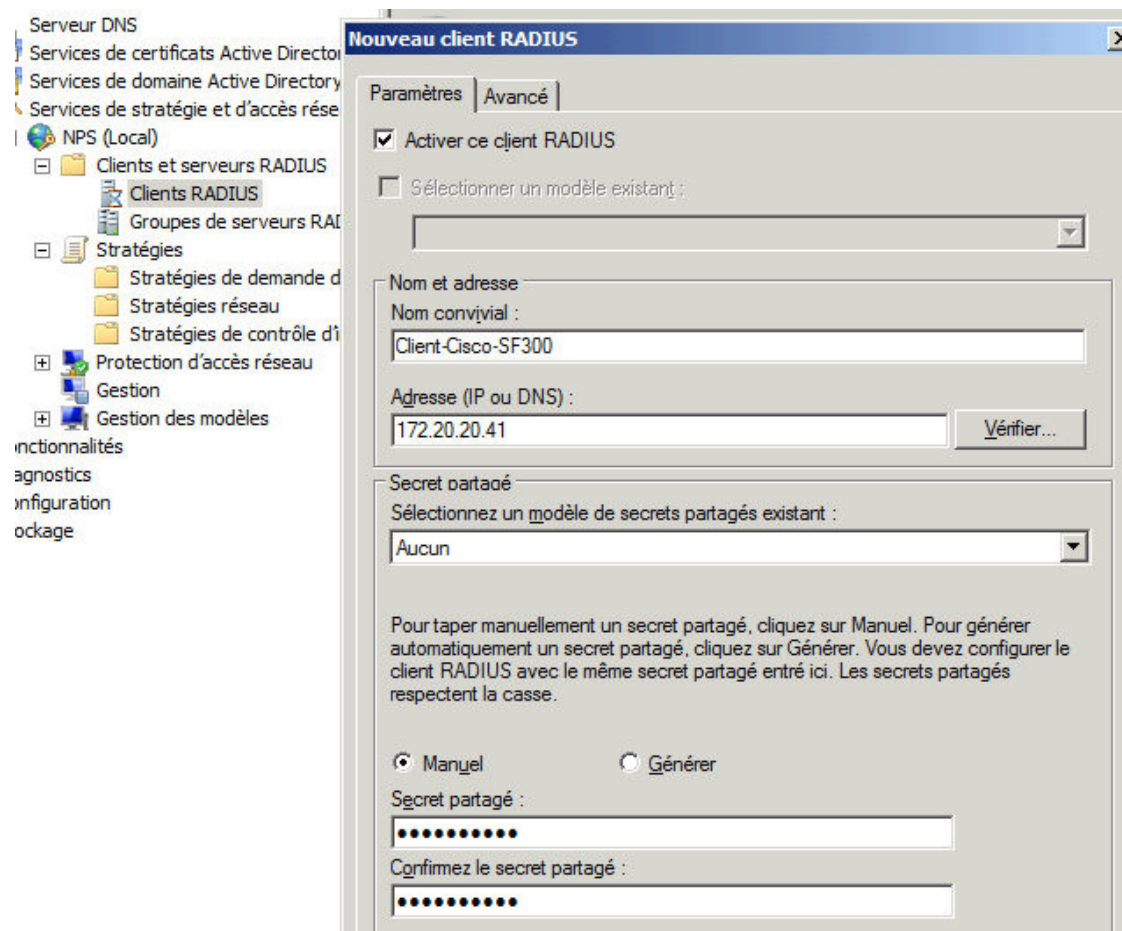 Serveur DNS
Services de certificats Active Director
Services de domaine Active Directory
Services de stratégie et d'accès rése
NPS (Local)
Clients et serveurs RADIUS
Clients RADIUS
Groupes de serveurs RAD
Stratégies
Stratégies de demande d
Stratégies réseau
Stratégies de contrôle d'i
Protection d'accès réseau
Gestion
Gestion des modèles
onctionnalités
agnostics
onfiguration
ockage
Nouveau client RADIUS
Paramètres
Avancé
Activer ce client RADIUS
Sélectionner un modèle existant :
Nom et adresse
Nom convivial :
Client-Cisco-SF300
Adresse (IP ou DNS) :
172.20.20.41
Vérifier...
Secret partagé
Sélectionnez un modèle de secrets partagés existant :
Aucun
Pour taper manuellement un secret partagé, cliquez sur Manuel. Pour générer
automatiquement un secret partagé, cliquez sur Générer. Vous devez configurer le
client RADIUS avec le même secret partagé entré ici. Les secrets partagés
respectent la casse.
Manuel
Générer
Secret partagé :
••••••••••
Confirmez le secret partagé :
••••••••••